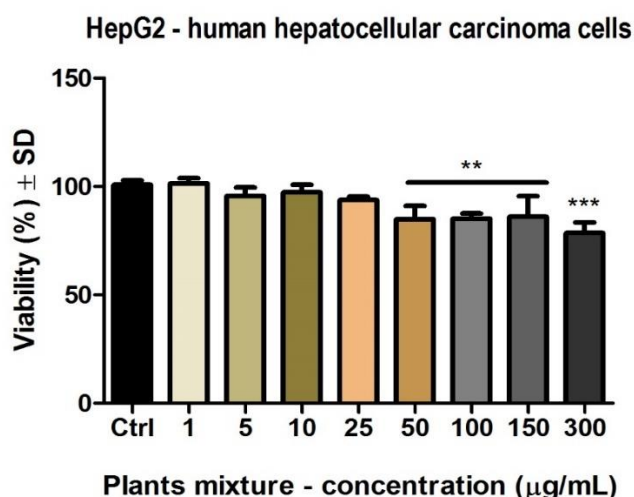 HepG2 - human hepatocellular carcinoma cells
Viability (%) ± SD
150
100
50
0
**
***
Ctrl 1 5 10 25 50 100 150 300
Plants mixture - concentration (µg/mL)